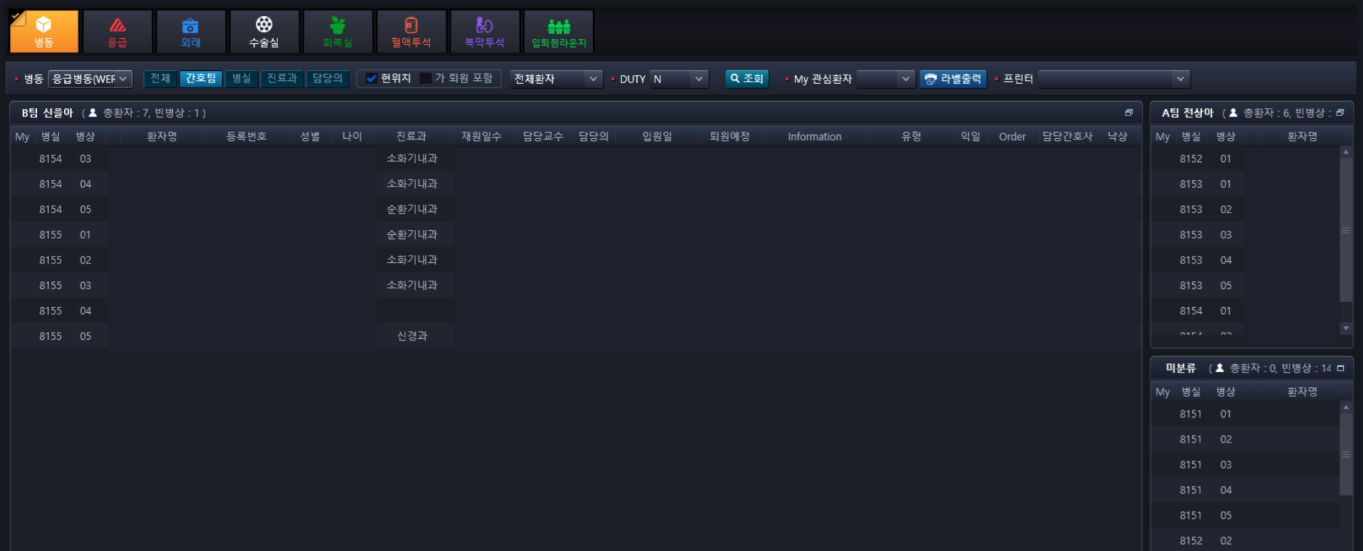 병동 응급 외래 수술실 회복실 혈액투석 복막투석 입퇴원라운지
병동 응급병동(WEF 전체 간호팀 병실 진료과 담당의 현위치 가 퇴원 포함 전체환자 DUTY N 조회 My 관심환자 라벨출력 프린터
B팀 신을아 ( 총환자 : 7, 빈병상 : 1 )
My 병실 병상 환자명 등록번호 성별 나이 진료과 재원일수 담당교수 담당의 입원일 퇴원예정 Information 유형 익일 Order 담당간호사 낙상
8154 03 소화기내과
8154 04 소화기내과
8154 05 순환기내과
8155 01 순환기내과
8155 02 소화기내과
8155 03 소화기내과
8155 04
8155 05 신경과
A팀 전상아 ( 총환자 : 6, 빈병상 :
My 병실 병상 환자명
8152 01
8153 01
8153 02
8153 03
8153 04
8153 05
8154 01
미분류 ( 총환자 : 0, 빈병상 : 14
My 병실 병상 환자명
8151 01
8151 02
8151 03
8151 04
8151 05
8152 02